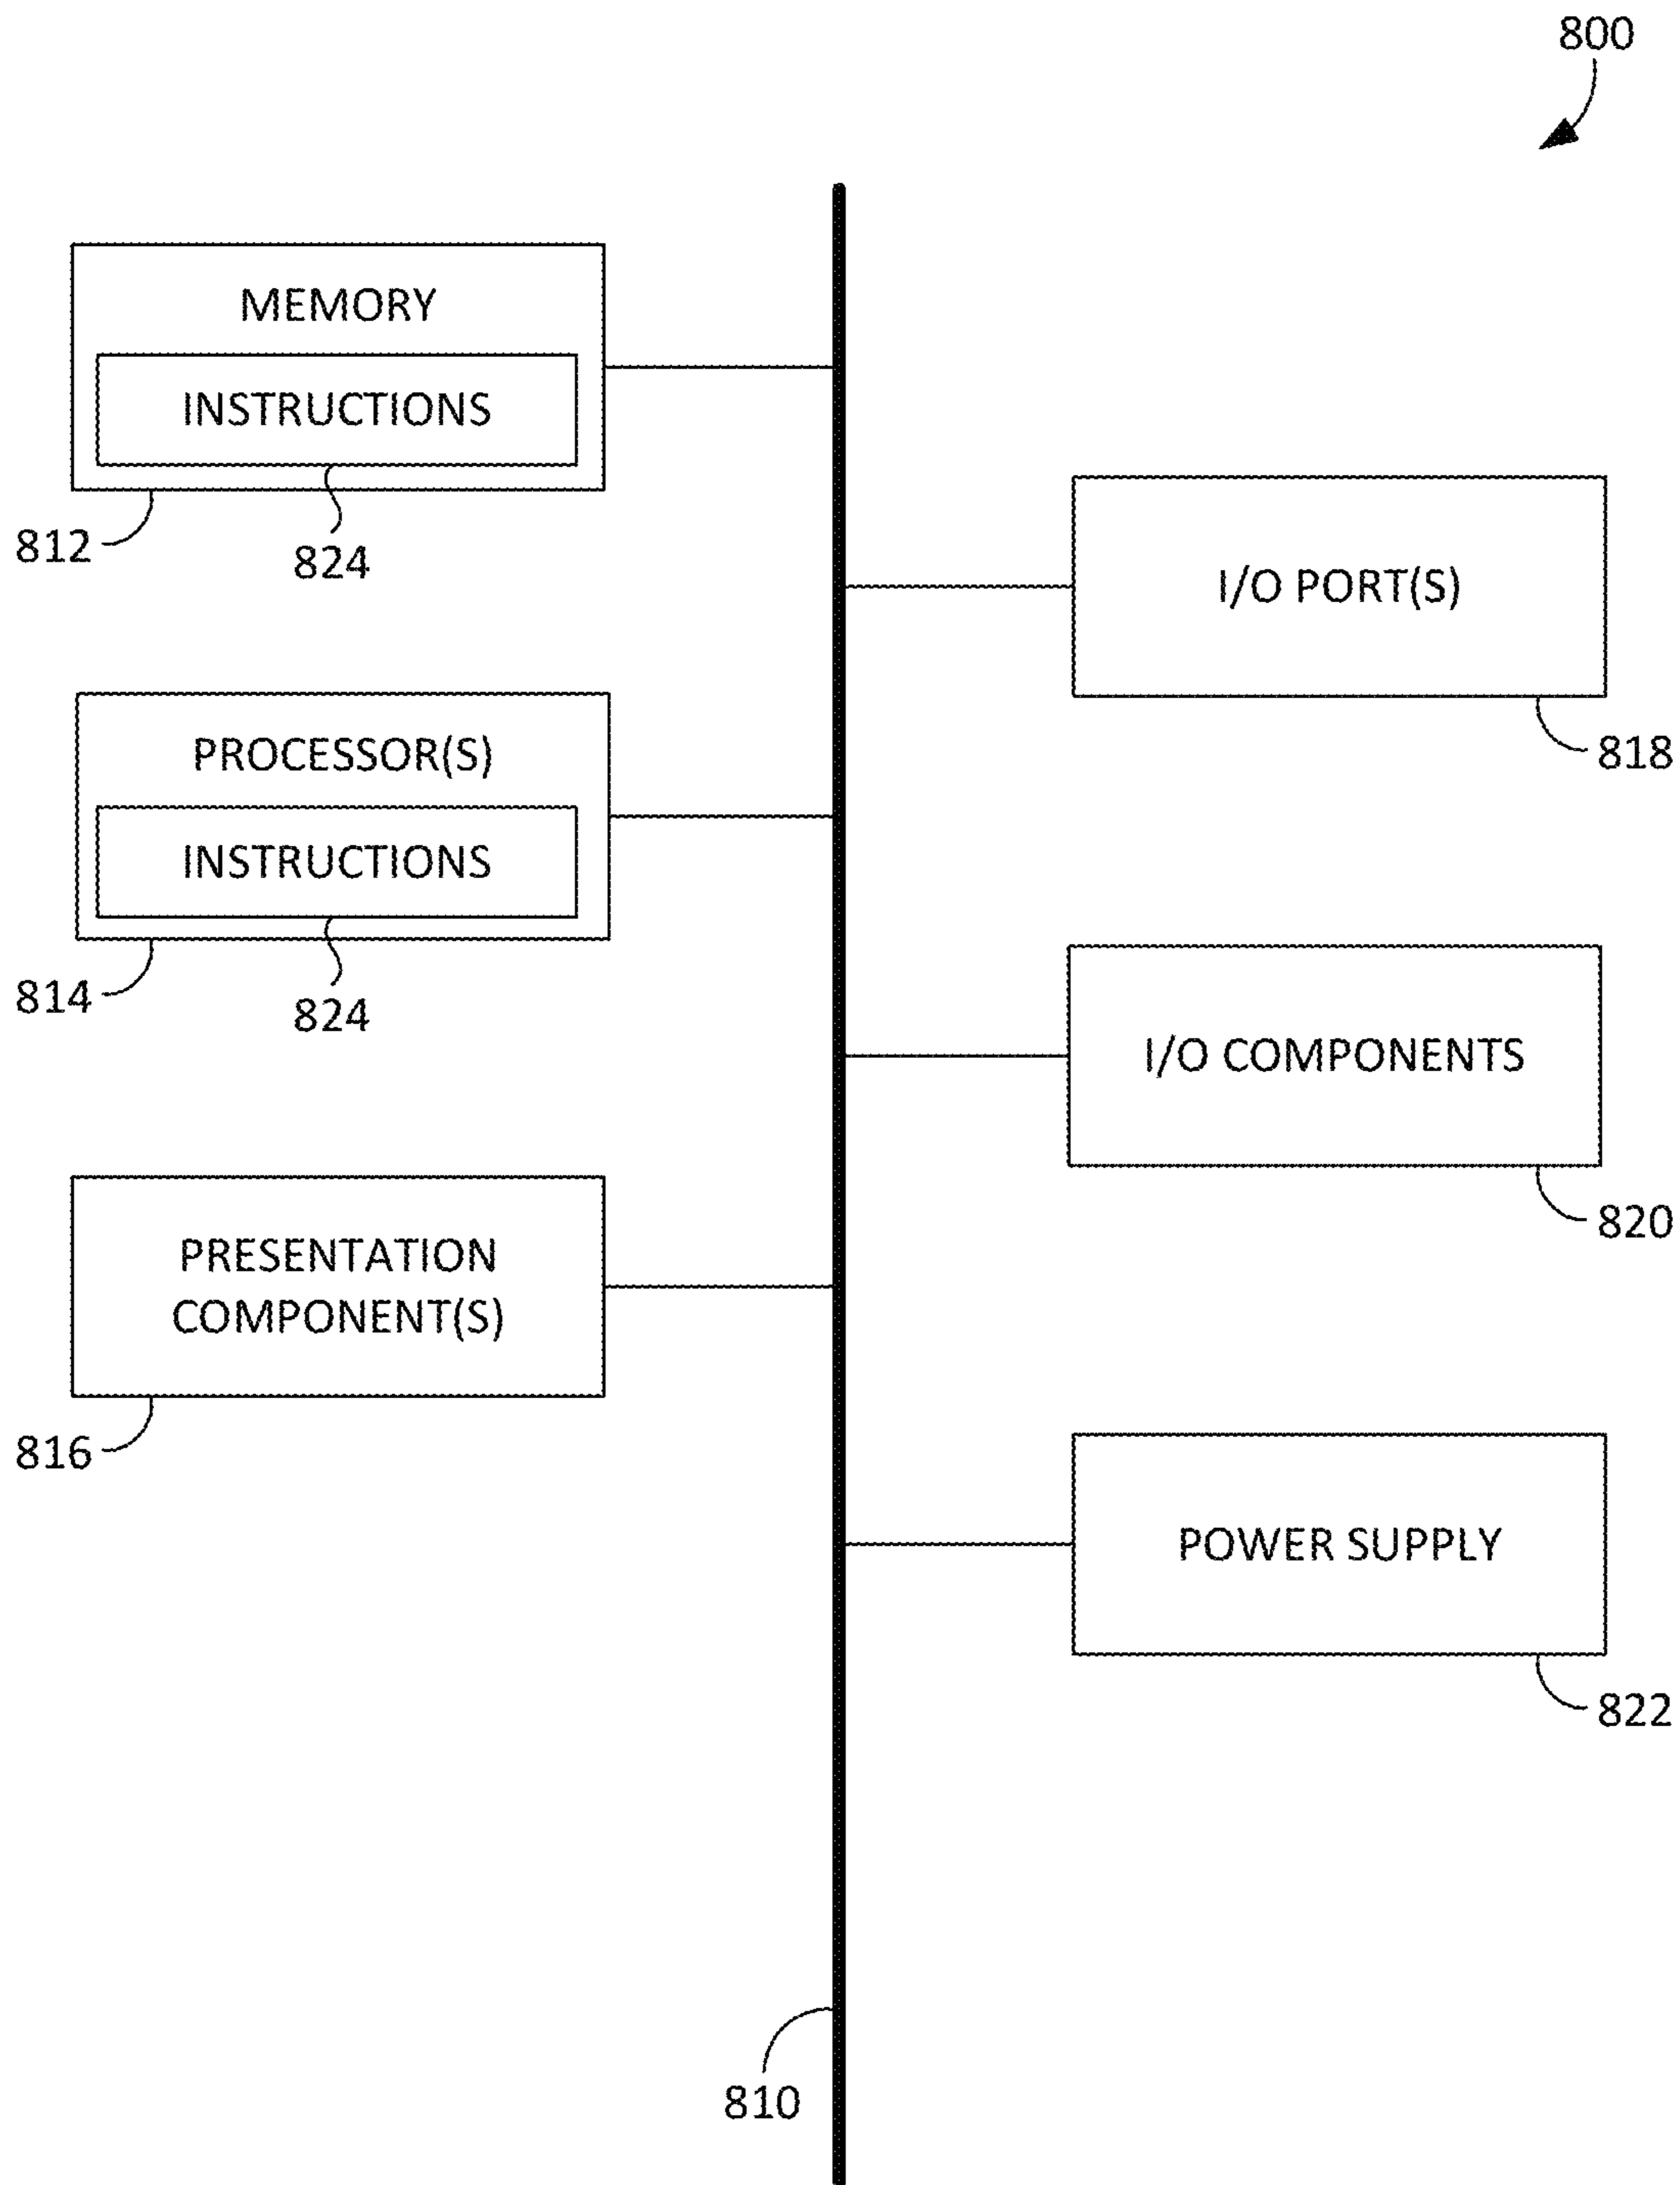 800
MEMORY
INSTRUCTIONS
812
824
I/O PORT(S)
818
PROCESSOR(S)
INSTRUCTIONS
814
824
I/O COMPONENTS
820
PRESENTATION
COMPONENT(S)
816
POWER SUPPLY
822
810